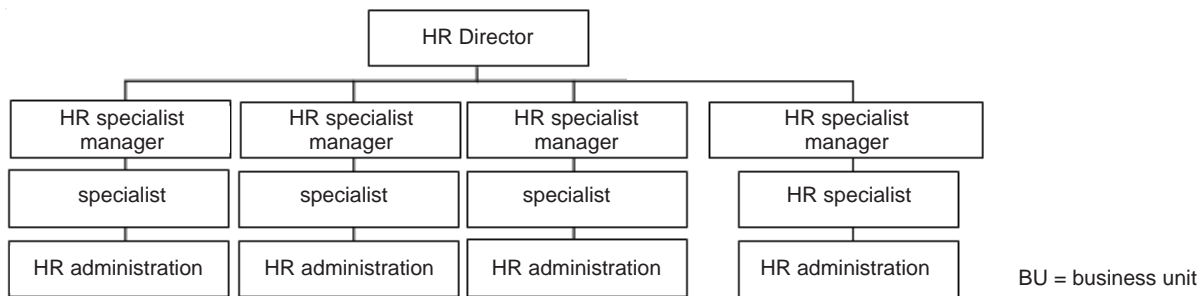 HR Director
HR specialist
manager
HR specialist
manager
HR specialist
manager
HR specialist
manager
specialist
specialist
specialist
HR specialist
HR administration
HR administration
HR administration
HR administration
BU = business unit